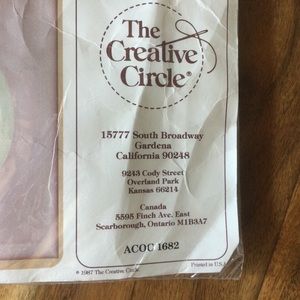 The
Creative
Circle®
15777 South Broadway
Gardena
California 90248
9243 Cody Street
Overland Park
Kansas 66214
Canada
5595 Finch Ave. East
Scarborough, Ontario M1B3A7
ACOC 1682
Printed in U.S.A
© 1987 The Creative Circle.